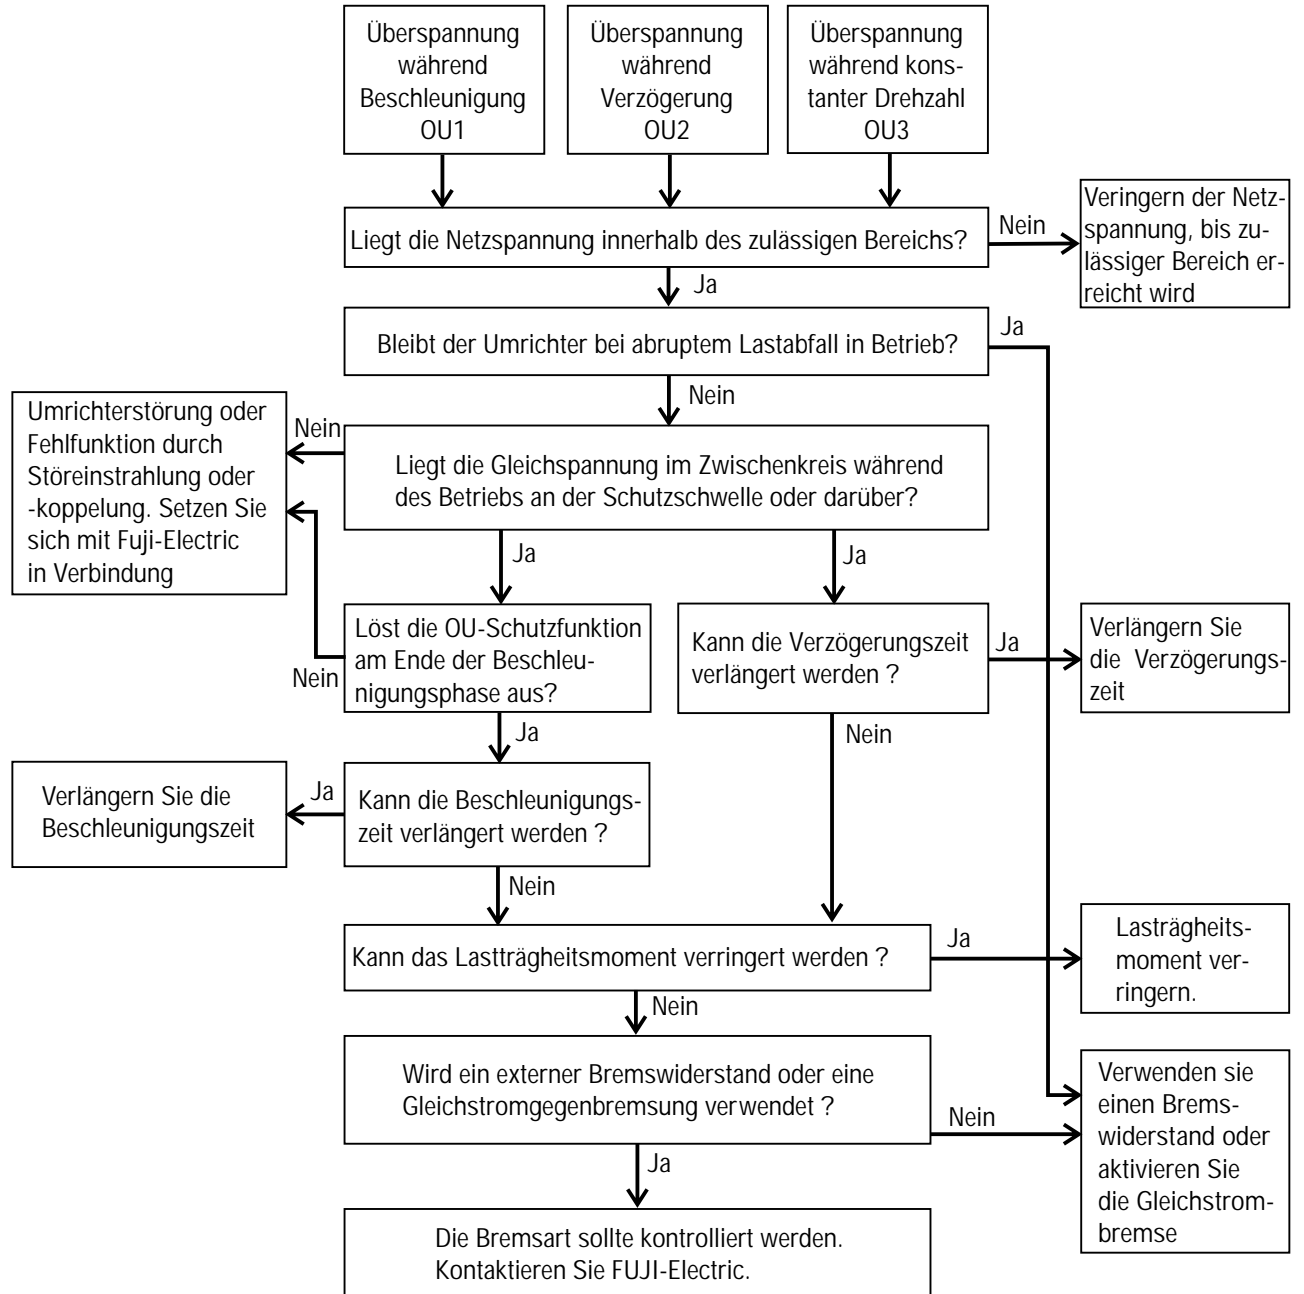 Überspannung
während
Beschleunigung
OU1
Überspannung
während
Verzögerung
OU2
Überspannung
während kons-
tanter Drehzahl
OU3
Liegt die Netzspannung innerhalb des zulässigen Bereichs?
Nein
Veringern der Netz-
spannung, bis zu-
lässiger Bereich er-
reicht wird
Ja
Bleibt der Umrichter bei abruptem Lastabfall in Betrieb?
Ja
Nein
Umrichterstörung oder
Fehlfunktion durch
Störeinstrahlung oder
-koppelung. Setzen Sie
sich mit Fuji-Electric
in Verbindung
Nein
Liegt die Gleichspannung im Zwischenkreis während
des Betriebs an der Schutzschwelle oder darüber?
Ja
Ja
Löst die OU-Schutzfunktion
am Ende der Beschleu-
nigungsphase aus?
Nein
Kann die Verzögerungszeit
verlängert werden ?
Ja
Verlängern Sie
die Verzögerungs-
zeit
Ja
Nein
Verlängern Sie die
Beschleunigungszeit
Ja
Kann die Beschleunigungs-
zeit verlängert werden ?
Nein
Kann das Lastträgheitsmoment verringert werden ?
Ja
Lasträgheits-
moment ver-
ringern.
Nein
Wird ein externer Bremswiderstand oder eine
Gleichstromgegenbremsung verwendet ?
Nein
Verwenden sie
einen Brems-
widerstand oder
aktivieren Sie
die Gleichstrom-
bremse
Ja
Die Bremsart sollte kontrolliert werden.
Kontaktieren Sie FUJI-Electric.